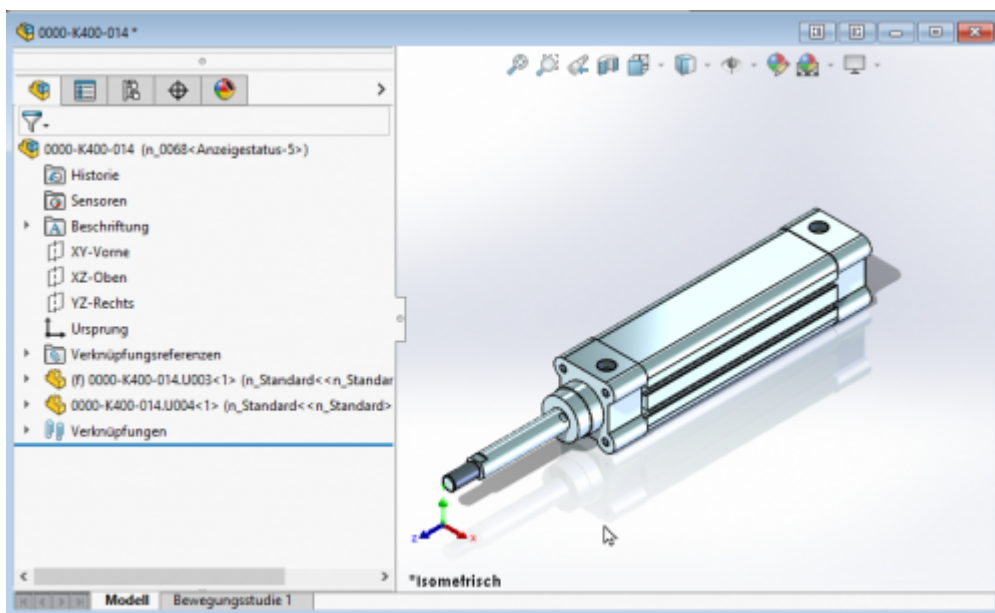 0000-K400-014 *
0000-K400-014 (n_0068<Anzeigestatus-5>)
Historie
Sensoren
Beschriftung
XY-Vorne
XZ-Oben
YZ-Rechts
Ursprung
Verknüpfungsreferenzen
(f) 0000-K400-014.U003<1> (n_Standard<<n_Standar
0000-K400-014.U004<1> (n_Standard<<n_Standard>
Verknüpfungen
z
x
*Isometrisch
Modell
Bewegungsstudie 1